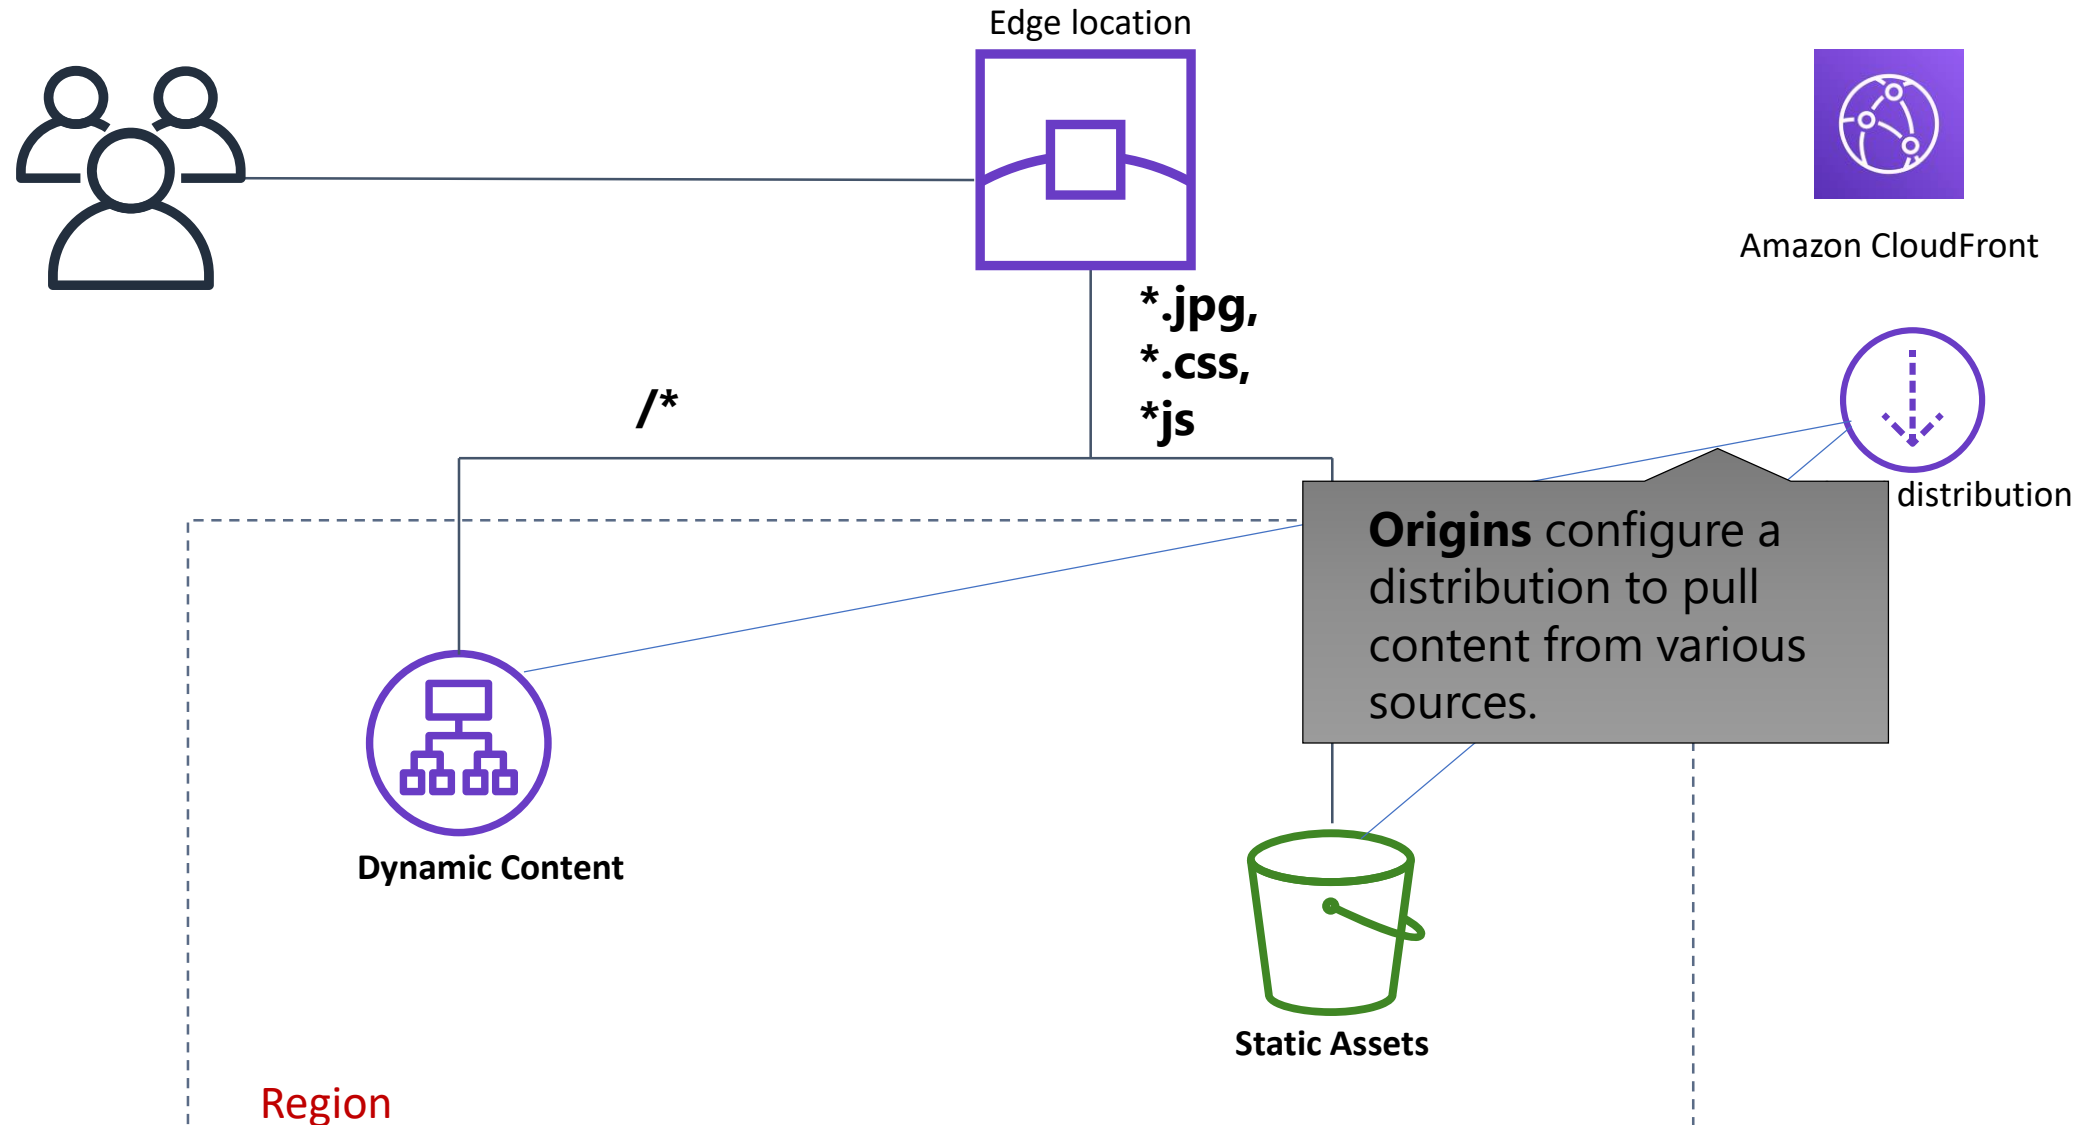 Edge location
Amazon CloudFront
*.jpg,
*.css,
*js
/*
distribution
Origins configure a
distribution to pull
content from various
sources.
Dynamic Content
Static Assets
Region